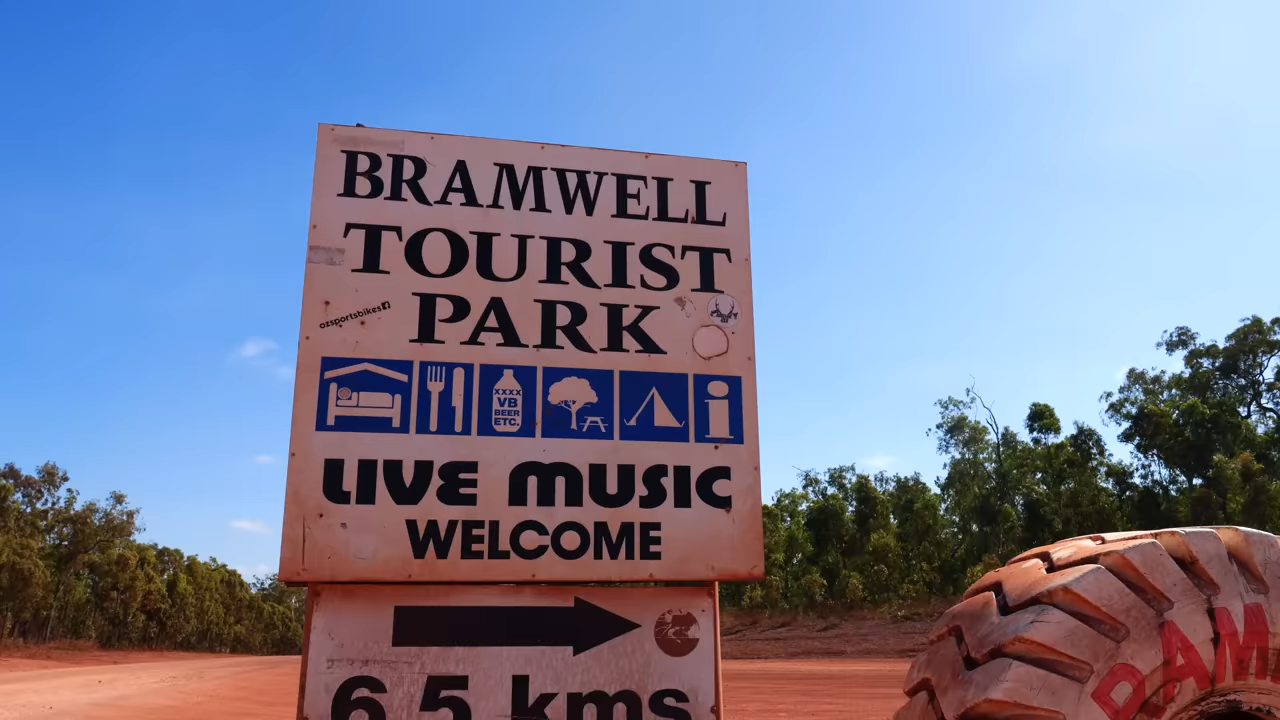 BRAMWELL
TOURIST
PARK
ozsportsbikes
XXXX
VB
BEER
ETC.
LIVE MUSIC
WELCOME
6.5 kms